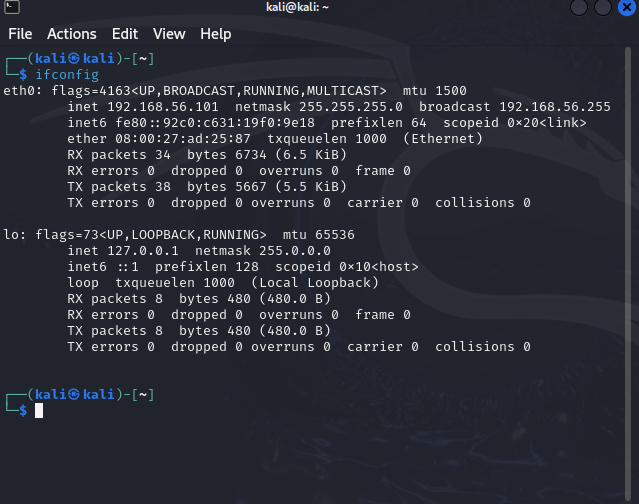 kali@kali: ~
File Actions Edit View Help
┌──(kali㉿kali)-[~]
└─$ ifconfig
eth0: flags=4163<UP,BROADCAST,RUNNING,MULTICAST>  mtu 1500
        inet 192.168.56.101  netmask 255.255.255.0  broadcast 192.168.56.255
        inet6 fe80::92c0:c631:19f0:9e18  prefixlen 64  scopeid 0×20<link>
        ether 08:00:27:ad:25:87  txqueuelen 1000  (Ethernet)
        RX packets 34  bytes 6734 (6.5 KiB)
        RX errors 0  dropped 0  overruns 0  frame 0
        TX packets 38  bytes 5667 (5.5 KiB)
        TX errors 0  dropped 0 overruns 0  carrier 0  collisions 0
lo: flags=73<UP,LOOPBACK,RUNNING>  mtu 65536
        inet 127.0.0.1  netmask 255.0.0.0
        inet6 ::1  prefixlen 128  scopeid 0×10<host>
        loop  txqueuelen 1000  (Local Loopback)
        RX packets 8  bytes 480 (480.0 B)
        RX errors 0  dropped 0  overruns 0  frame 0
        TX packets 8  bytes 480 (480.0 B)
        TX errors 0  dropped 0 overruns 0  carrier 0  collisions 0
┌──(kali㉿kali)-[~]
└─$